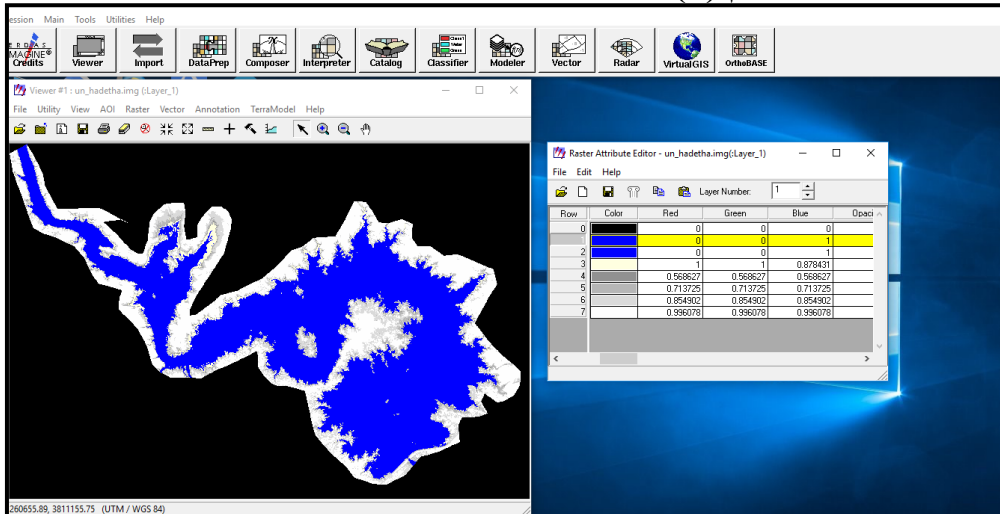 ession Main Tools Utilities Help
ERDAS
IMAGINE®
Credits Viewer Import DataPrep Composer Interpreter Catalog Classifier Modeler Vector Radar VirtualGIS OrthoBASE
Viewer #1 : un_hadetha.img (:Layer_1)
File Utility View AOI Raster Vector Annotation TerraModel Help
260655.89, 3811155.75 (UTM / WGS 84)
Raster Attribute Editor - un_hadetha.img(:Layer_1)
File Edit Help
Layer Number: 1
Row Color Red Green Blue Opaci
0 0 0 0
0 0 1
2 0 0 1
3 1 1 0.878431
4 0.568627 0.568627 0.568627
5 0.713725 0.713725 0.713725
6 0.854902 0.854902 0.854902
7 0.996078 0.996078 0.996078